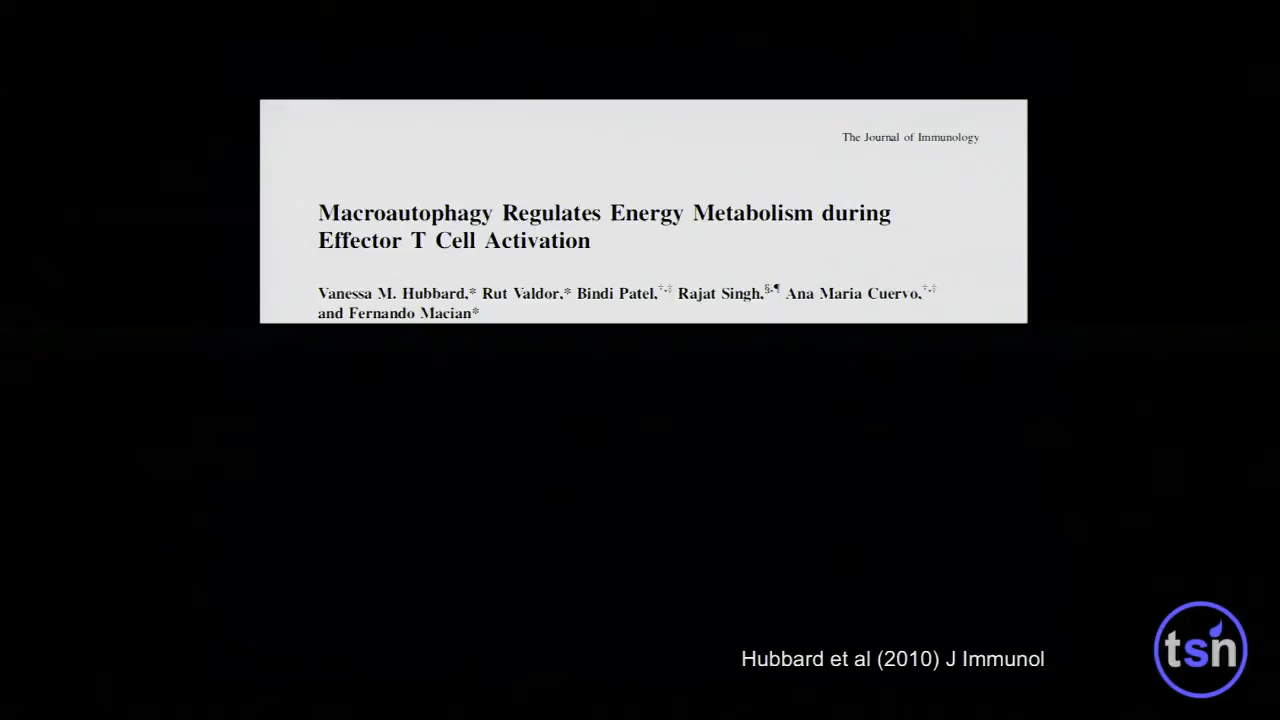 The Journal of Immunology
Macroautophagy Regulates Energy Metabolism during
Effector T Cell Activation
Vanessa M. Hubbard,* Rut Valdor,* Bindi Patel,†,‡ Rajat Singh,§,¶ Ana Maria Cuervo,†,‡
and Fernando Macian*
Hubbard et al (2010) J Immunol
tsn